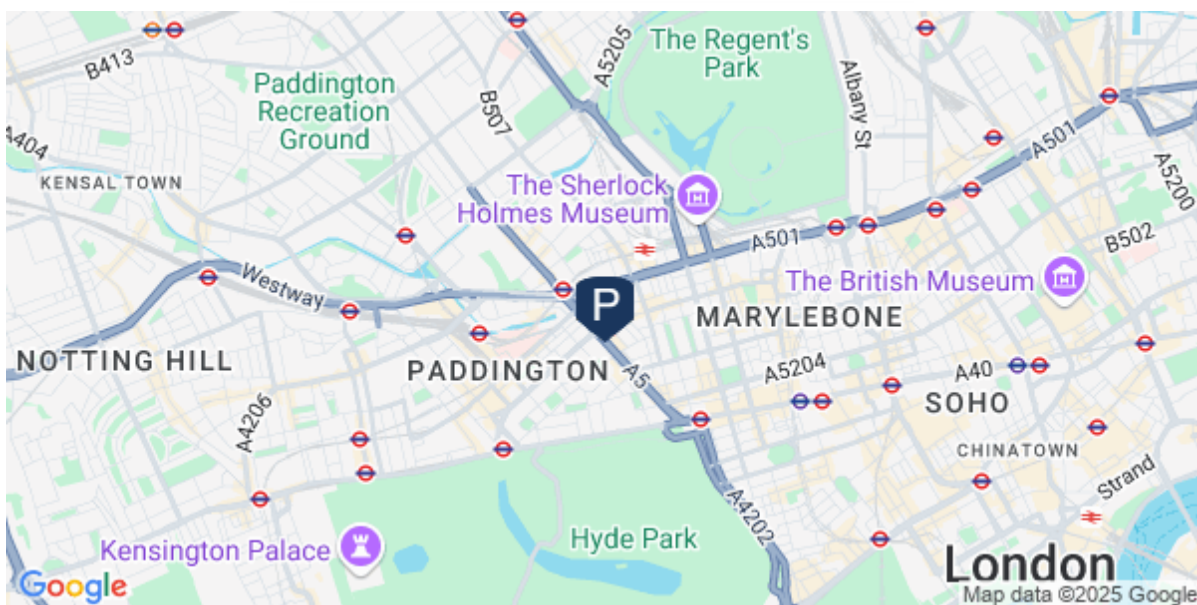 The Regent's
Park
A5205
B413
Albany St
Paddington
Recreation
Ground
B507
A404
A501
KENSAL TOWN
A5200
The Sherlock
Holmes Museum
A501
B502
Westway
The British Museum
P
MARYLEBONE
NOTTING HILL
PADDINGTON
A5
A5204
A40
SOHO
A4206
CHINATOWN
Strand
A4202
Kensington Palace
Hyde Park
London
Google
Map data ©2025 Google